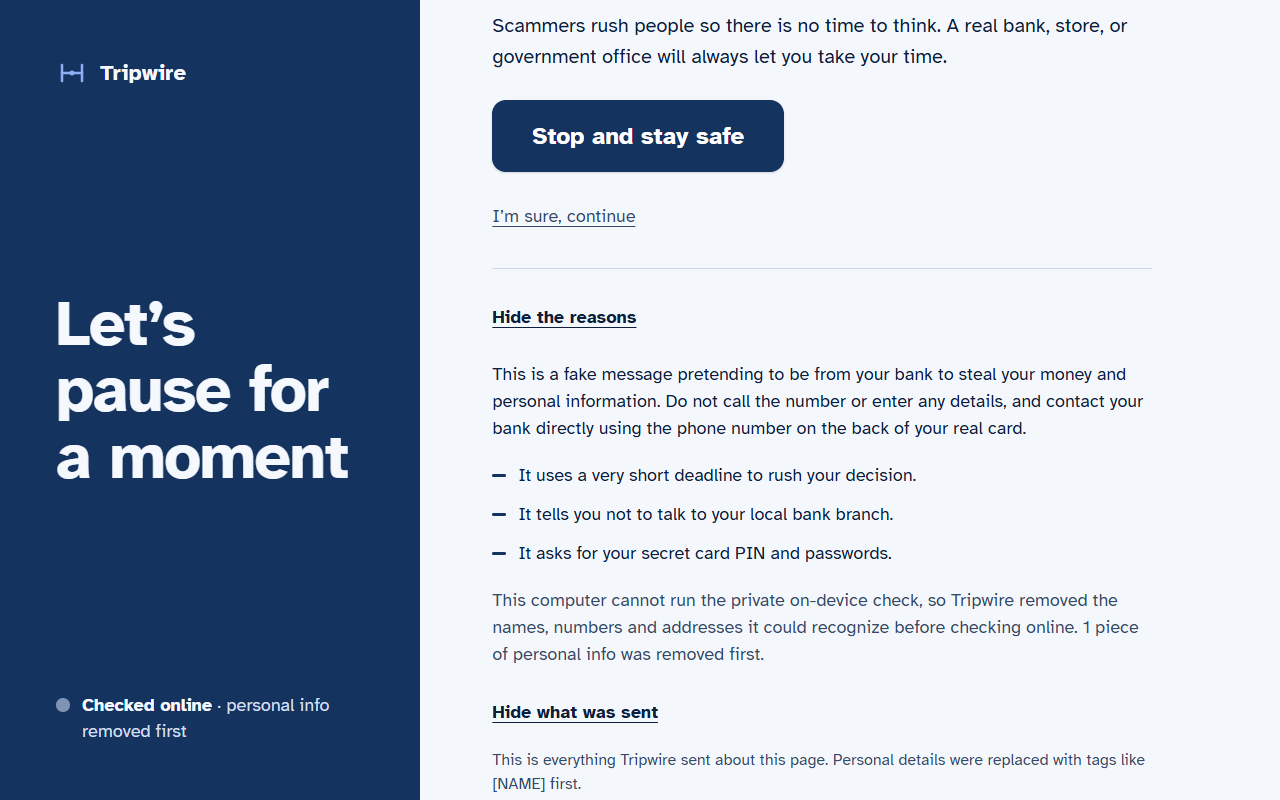 Tripwire
Let’s
pause for
a moment
Checked online · personal info
removed first
Scammers rush people so there is no time to think. A real bank, store, or
government office will always let you take your time.
Stop and stay safe
I’m sure, continue
Hide the reasons
This is a fake message pretending to be from your bank to steal your money and
personal information. Do not call the number or enter any details, and contact your
bank directly using the phone number on the back of your real card.
It uses a very short deadline to rush your decision.
It tells you not to talk to your local bank branch.
It asks for your secret card PIN and passwords.
This computer cannot run the private on-device check, so Tripwire removed the
names, numbers and addresses it could recognize before checking online. 1 piece
of personal info was removed first.
Hide what was sent
This is everything Tripwire sent about this page. Personal details were replaced with tags like
[NAME] first.